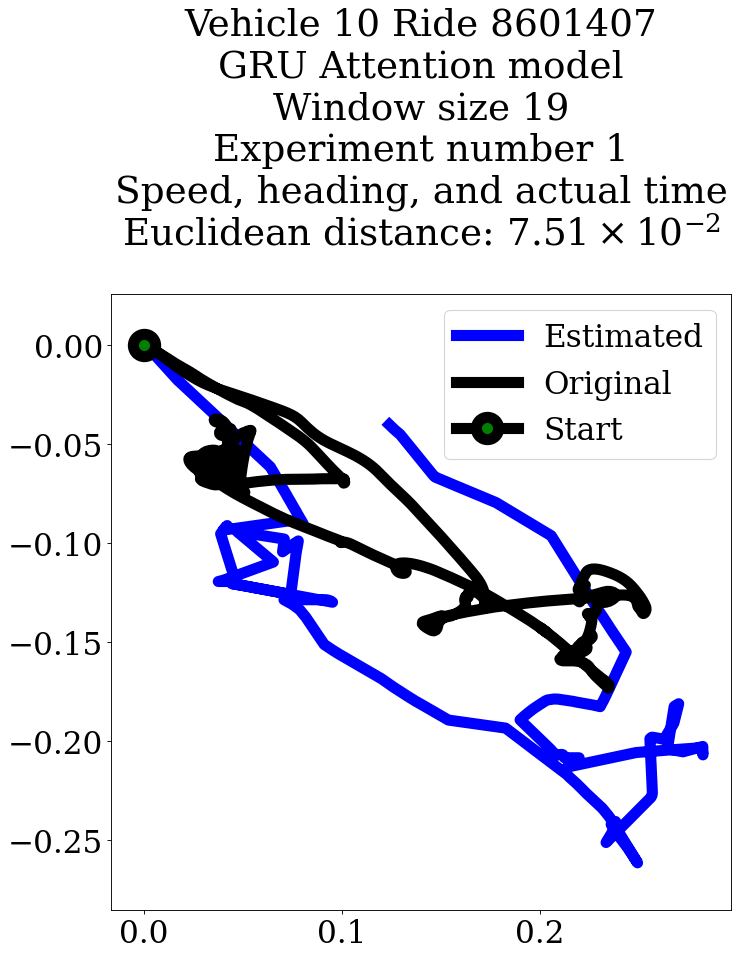 Vehicle 10 Ride 8601407
GRU Attention model
Window size 19
Experiment number 1
Speed, heading, and actual time
Euclidean distance: 7.51 × 10⁻²
Estimated
Original
Start
0.00
−0.05
−0.10
−0.15
−0.20
−0.25
0.0 0.1 0.2